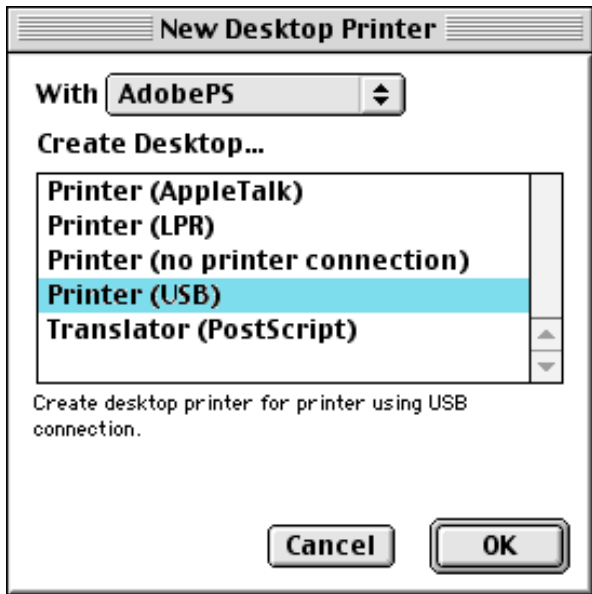 New Desktop Printer
With AdobePS
Create Desktop...
Printer (AppleTalk)
Printer (LPR)
Printer (no printer connection)
Printer (USB)
Translator (PostScript)
Create desktop printer for printer using USB
connection.
Cancel OK